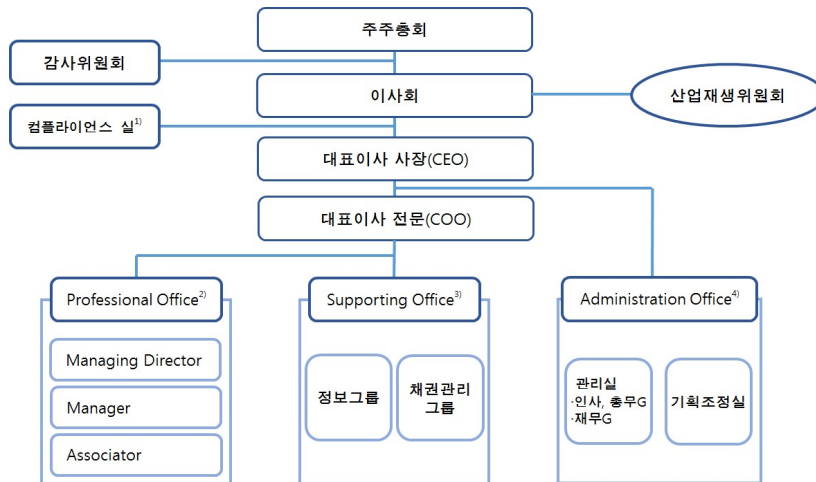 주주총회
감사위원회
이사회
산업재생위원회
컴플라이언스 실1)
대표이사 사장(CEO)
대표이사 전문(COO)
Professional Office2)
Supporting Office3)
Administration Office4)
Managing Director
Manager
Associator
정보그룹
채권관리
그룹
관리실
·인사, 총무G
·재무G
기획조정실